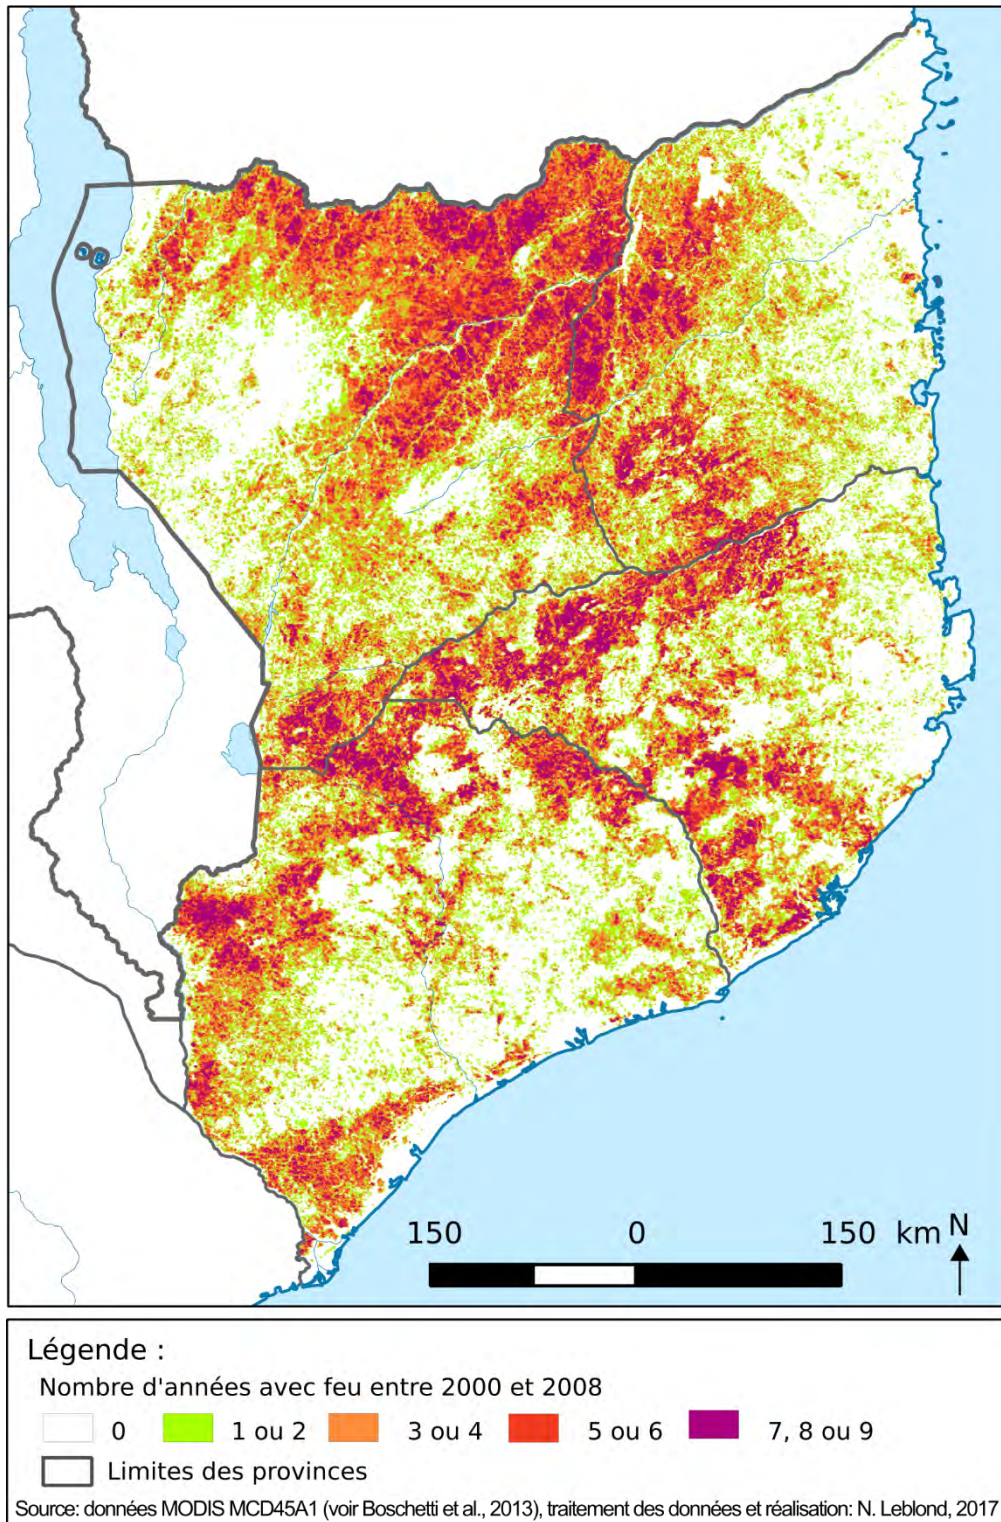 150 0 150 km N
Légende :
Nombre d'années avec feu entre 2000 et 2008
0 1 ou 2 3 ou 4 5 ou 6 7, 8 ou 9
Limites des provinces
Source: données MODIS MCD45A1 (voir Boschetti et al., 2013), traitement des données et réalisation: N. Leblond, 2017